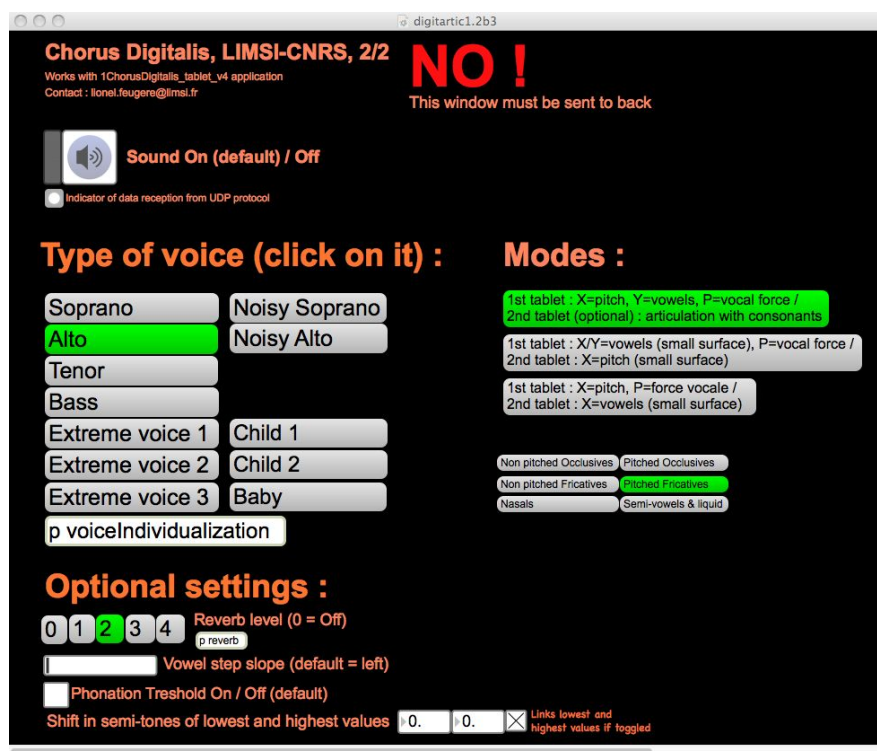 digitartic1.2b3
Chorus Digitalis, LIMSI-CNRS, 2/2
Works with 1ChorusDigitalis_tablet_v4 application
Contact : lionel.feugere@limsi.fr
NO !
This window must be sent to back
Sound On (default) / Off
Indicator of data reception from UDP protocol
Type of voice (click on it) :
Soprano
Noisy Soprano
Alto
Noisy Alto
Tenor
Bass
Extreme voice 1
Child 1
Extreme voice 2
Child 2
Extreme voice 3
Baby
p voiceIndividualization
Modes :
1st tablet : X=pitch, Y=vowels, P=vocal force /
2nd tablet (optional) : articulation with consonants
1st tablet : X/Y=vowels (small surface), P=vocal force /
2nd tablet : X=pitch (small surface)
1st tablet : X=pitch, P=force vocale /
2nd tablet : X=vowels (small surface)
Non pitched Occlusives
Pitched Occlusives
Non pitched Fricatives
Pitched Fricatives
Nasals
Semi-vowels & liquid
Optional settings :
0 1 2 3 4
Reverb level (0 = Off)
p reverb
Vowel step slope (default = left)
Phonation Treshold On / Off (default)
Shift in semi-tones of lowest and highest values
0.
0.
Links lowest and
highest values if toggled